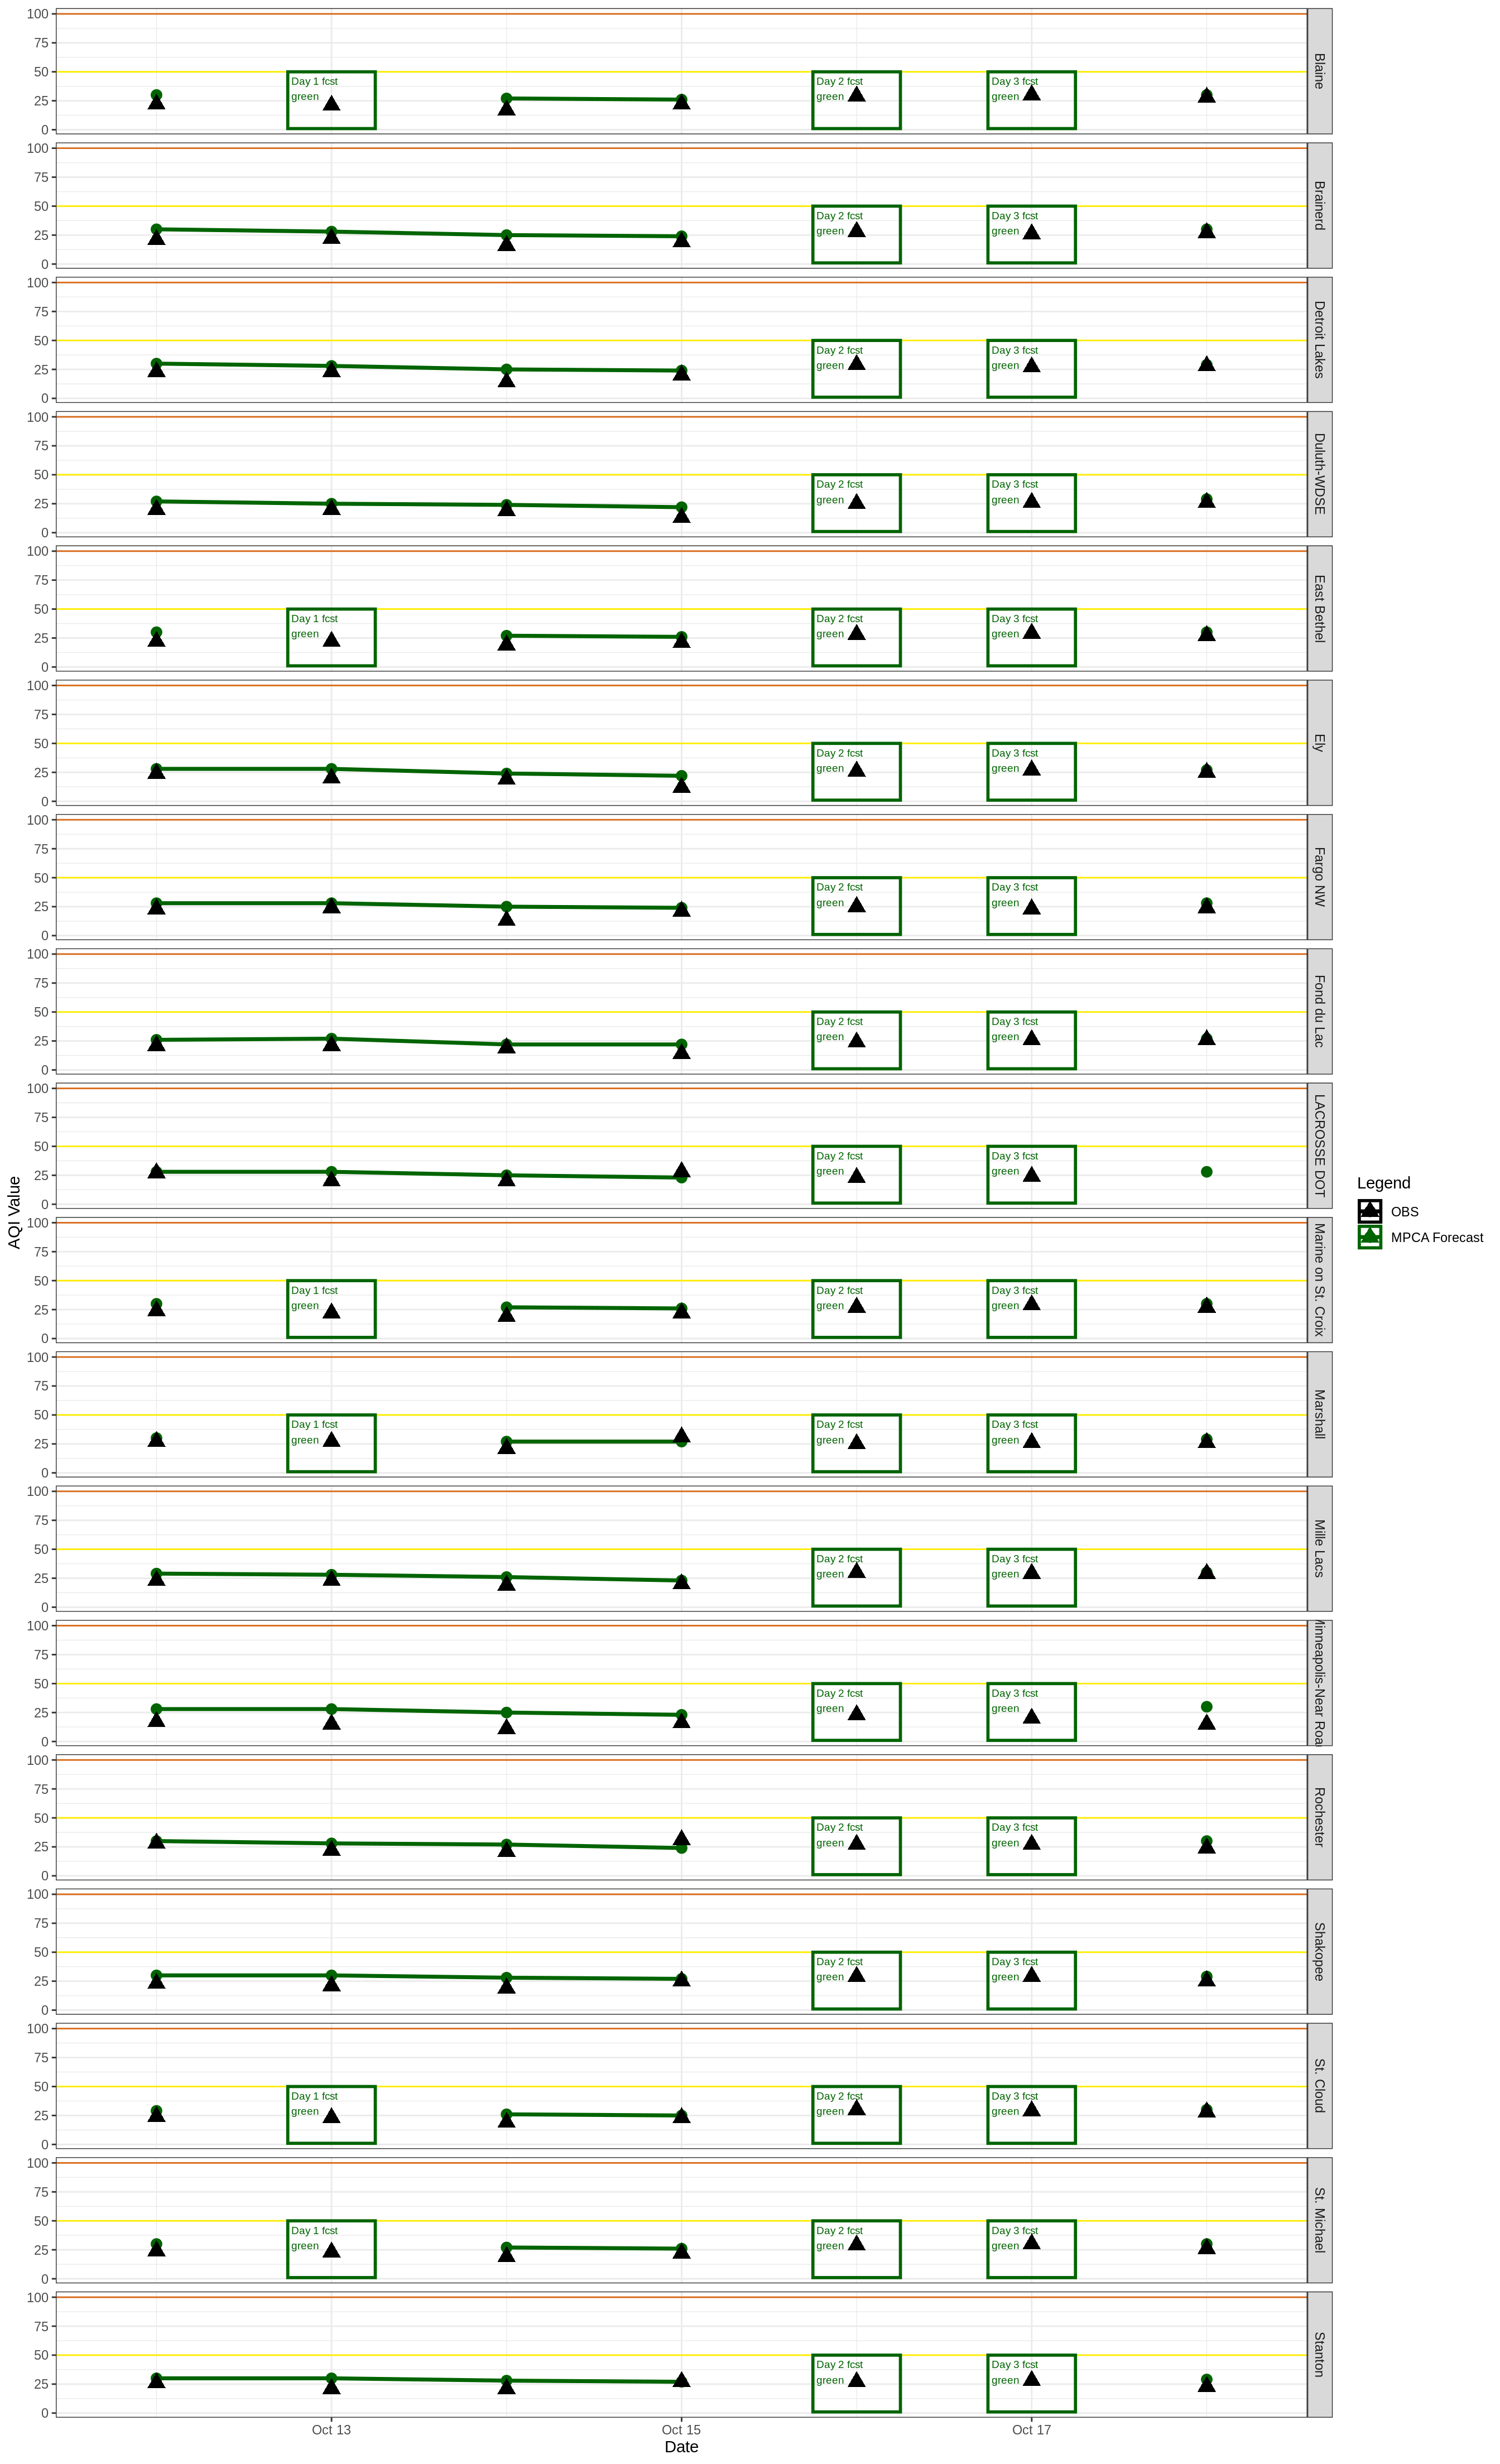 100
75
50
25
0
Day 1 fcst
green
Day 2 fcst
green
Day 3 fcst
green
Blaine
100
75
50
25
0
Day 2 fcst
green
Day 3 fcst
green
Brainerd
100
75
50
25
0
Day 2 fcst
green
Day 3 fcst
green
Detroit Lakes
100
75
50
25
0
Day 2 fcst
green
Day 3 fcst
green
Duluth-WDSE
100
75
50
25
0
Day 1 fcst
green
Day 2 fcst
green
Day 3 fcst
green
East Bethel
100
75
50
25
0
Day 2 fcst
green
Day 3 fcst
green
Ely
100
75
50
25
0
Day 2 fcst
green
Day 3 fcst
green
Fargo NW
100
75
50
25
0
Day 2 fcst
green
Day 3 fcst
green
Fond du Lac
100
75
50
25
0
Day 2 fcst
green
Day 3 fcst
green
LACROSSE DOT
100
75
50
25
0
Day 1 fcst
green
Day 2 fcst
green
Day 3 fcst
green
Marine on St. Croix
100
75
50
25
0
Day 1 fcst
green
Day 2 fcst
green
Day 3 fcst
green
Marshall
100
75
50
25
0
Day 2 fcst
green
Day 3 fcst
green
Mille Lacs
100
75
50
25
0
Day 2 fcst
green
Day 3 fcst
green
Minneapolis-Near Road
100
75
50
25
0
Day 2 fcst
green
Day 3 fcst
green
Rochester
100
75
50
25
0
Day 2 fcst
green
Day 3 fcst
green
Shakopee
100
75
50
25
0
Day 1 fcst
green
Day 2 fcst
green
Day 3 fcst
green
St. Cloud
100
75
50
25
0
Day 1 fcst
green
Day 2 fcst
green
Day 3 fcst
green
St. Michael
100
75
50
25
0
Day 2 fcst
green
Day 3 fcst
green
Stanton
Oct 13
Oct 15
Oct 17
Date
AQI Value
Legend
OBS
MPCA Forecast